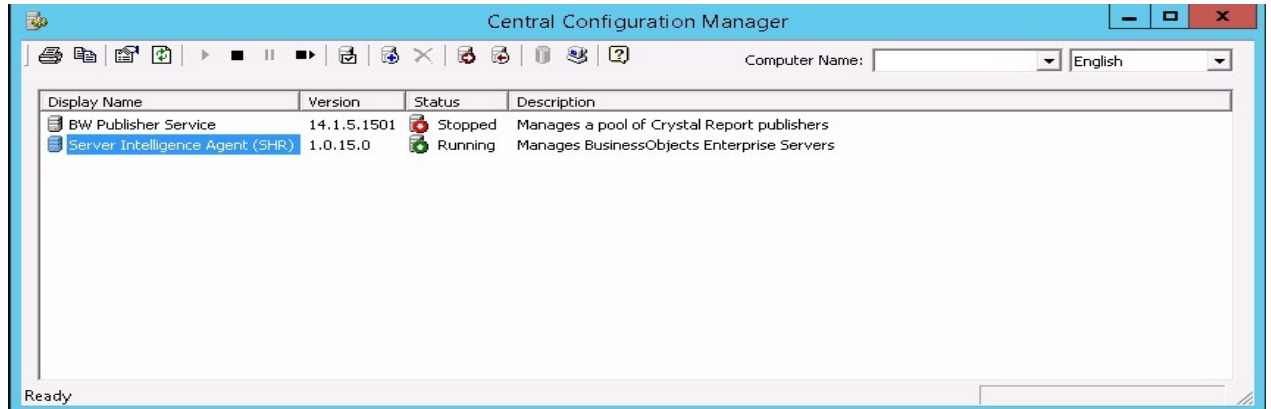 Central Configuration Manager
Computer Name: English
Display Name Version Status Description
BW Publisher Service 14.1.5.1501 Stopped Manages a pool of Crystal Report publishers
Server Intelligence Agent (SHR) 1.0.15.0 Running Manages BusinessObjects Enterprise Servers
Ready